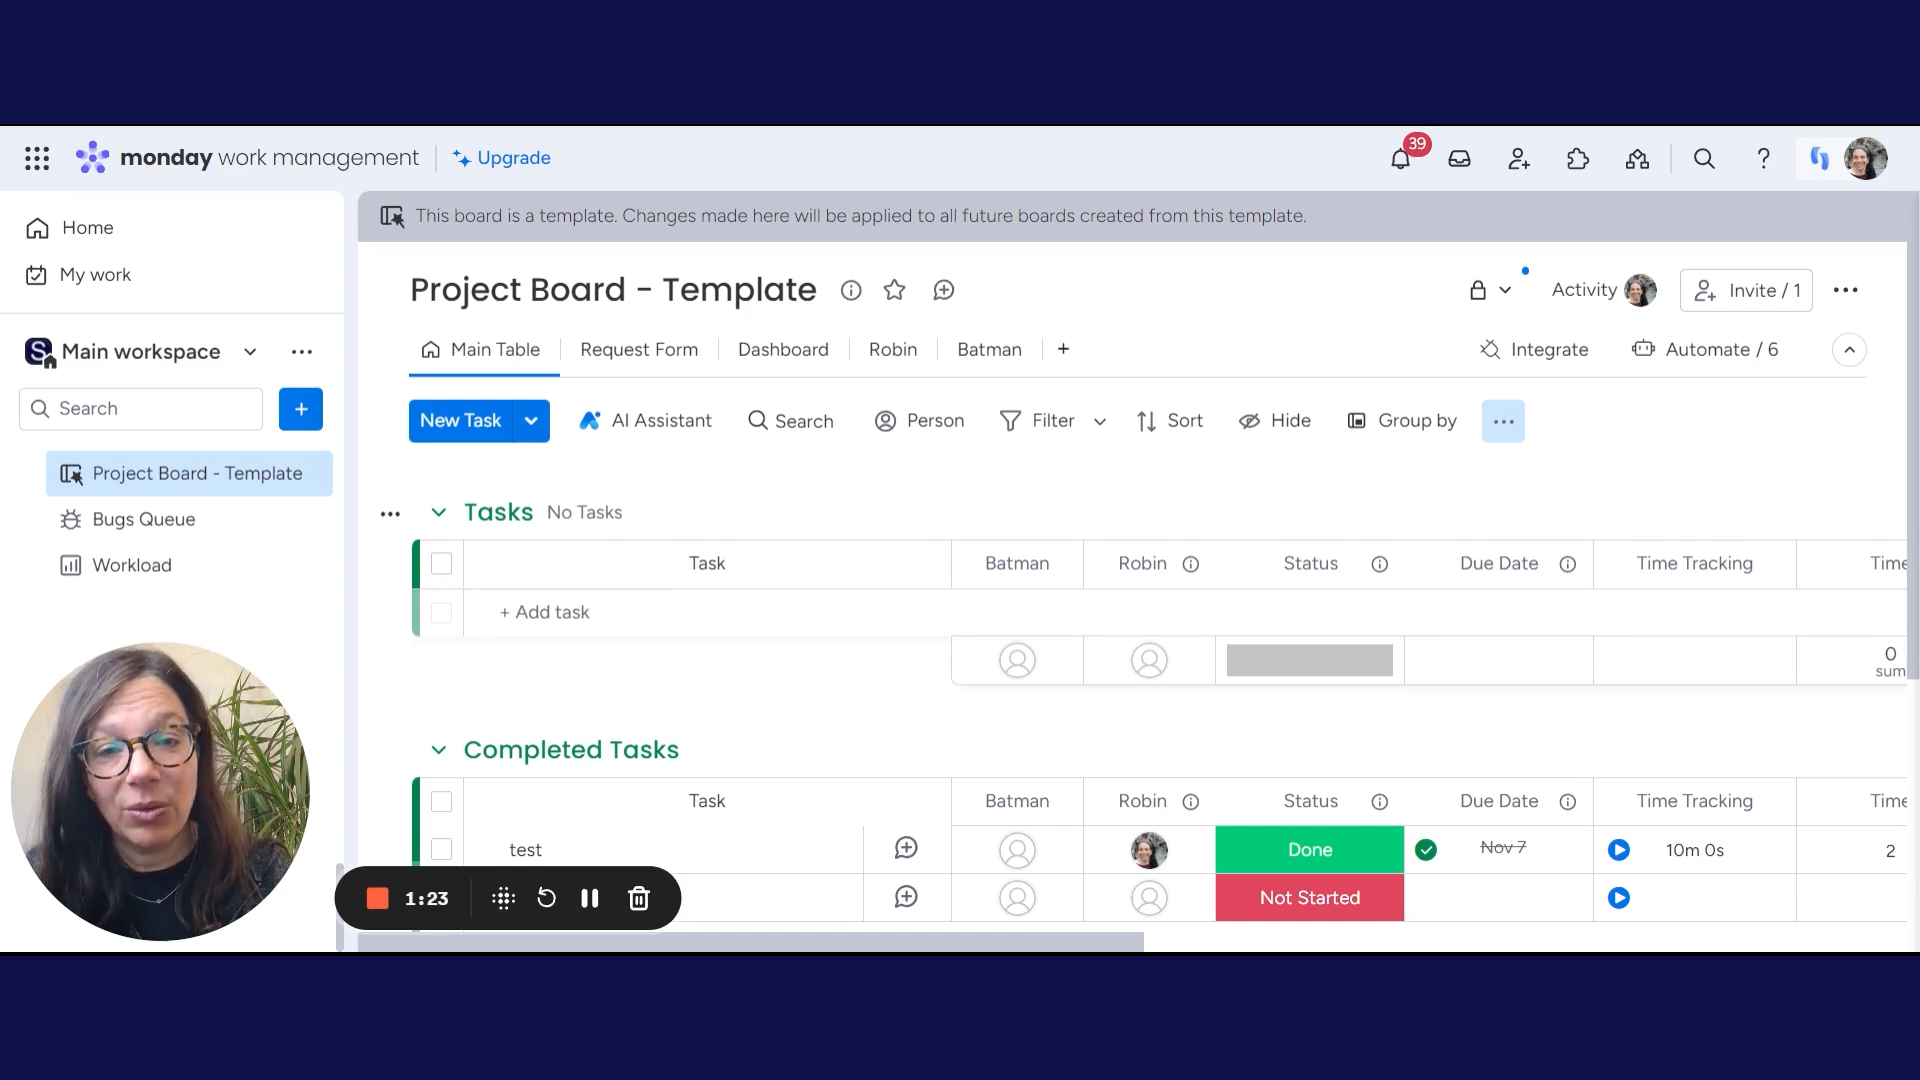 monday work management
Upgrade
39
Home
My work
Main workspace
Search
Project Board - Template
Bugs Queue
Workload
This board is a template. Changes made here will be applied to all future boards created from this template.
Project Board - Template
Activity
Invite / 1
Main Table
Request Form
Dashboard
Robin
Batman
Integrate
Automate / 6
New Task
AI Assistant
Search
Person
Filter
Sort
Hide
Group by
Tasks No Tasks
Task Batman Robin Status Due Date Time Tracking Time
+ Add task
0
sum
Completed Tasks
Task Batman Robin Status Due Date Time Tracking Time
test Done Nov 7 10m 0s 2
Not Started
1:23